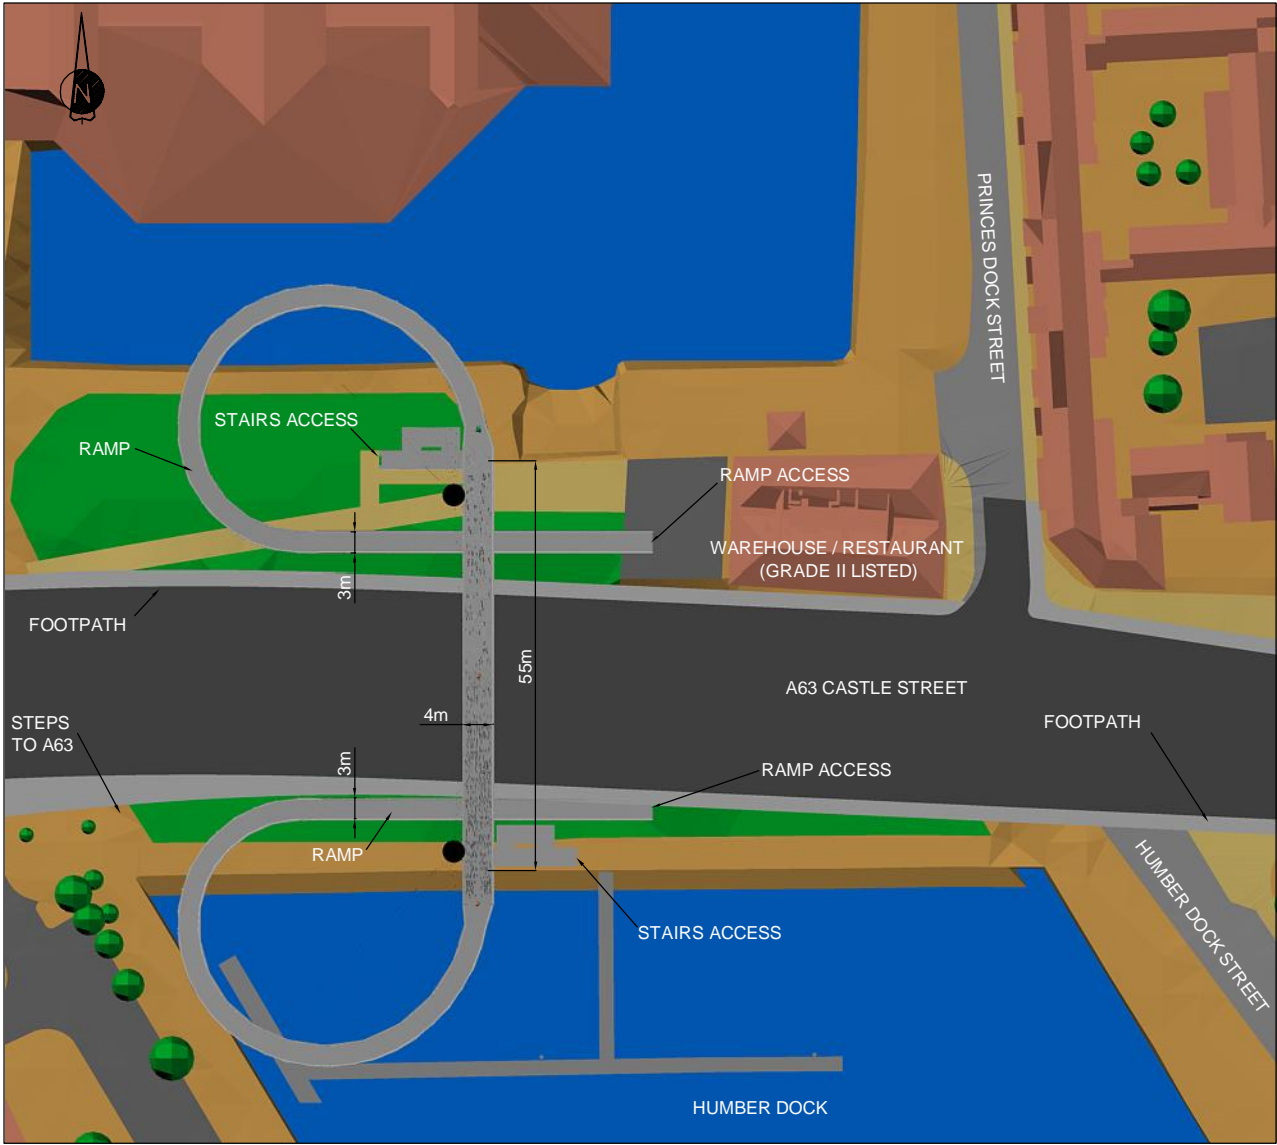 N
PRINCES DOCK STREET
STAIRS ACCESS
RAMP
RAMP ACCESS
WAREHOUSE / RESTAURANT
(GRADE II LISTED)
3m
FOOTPATH
55m
A63 CASTLE STREET
4m
STEPS
TO A63
FOOTPATH
3m
RAMP ACCESS
RAMP
HUMBER DOCK STREET
STAIRS ACCESS
HUMBER DOCK